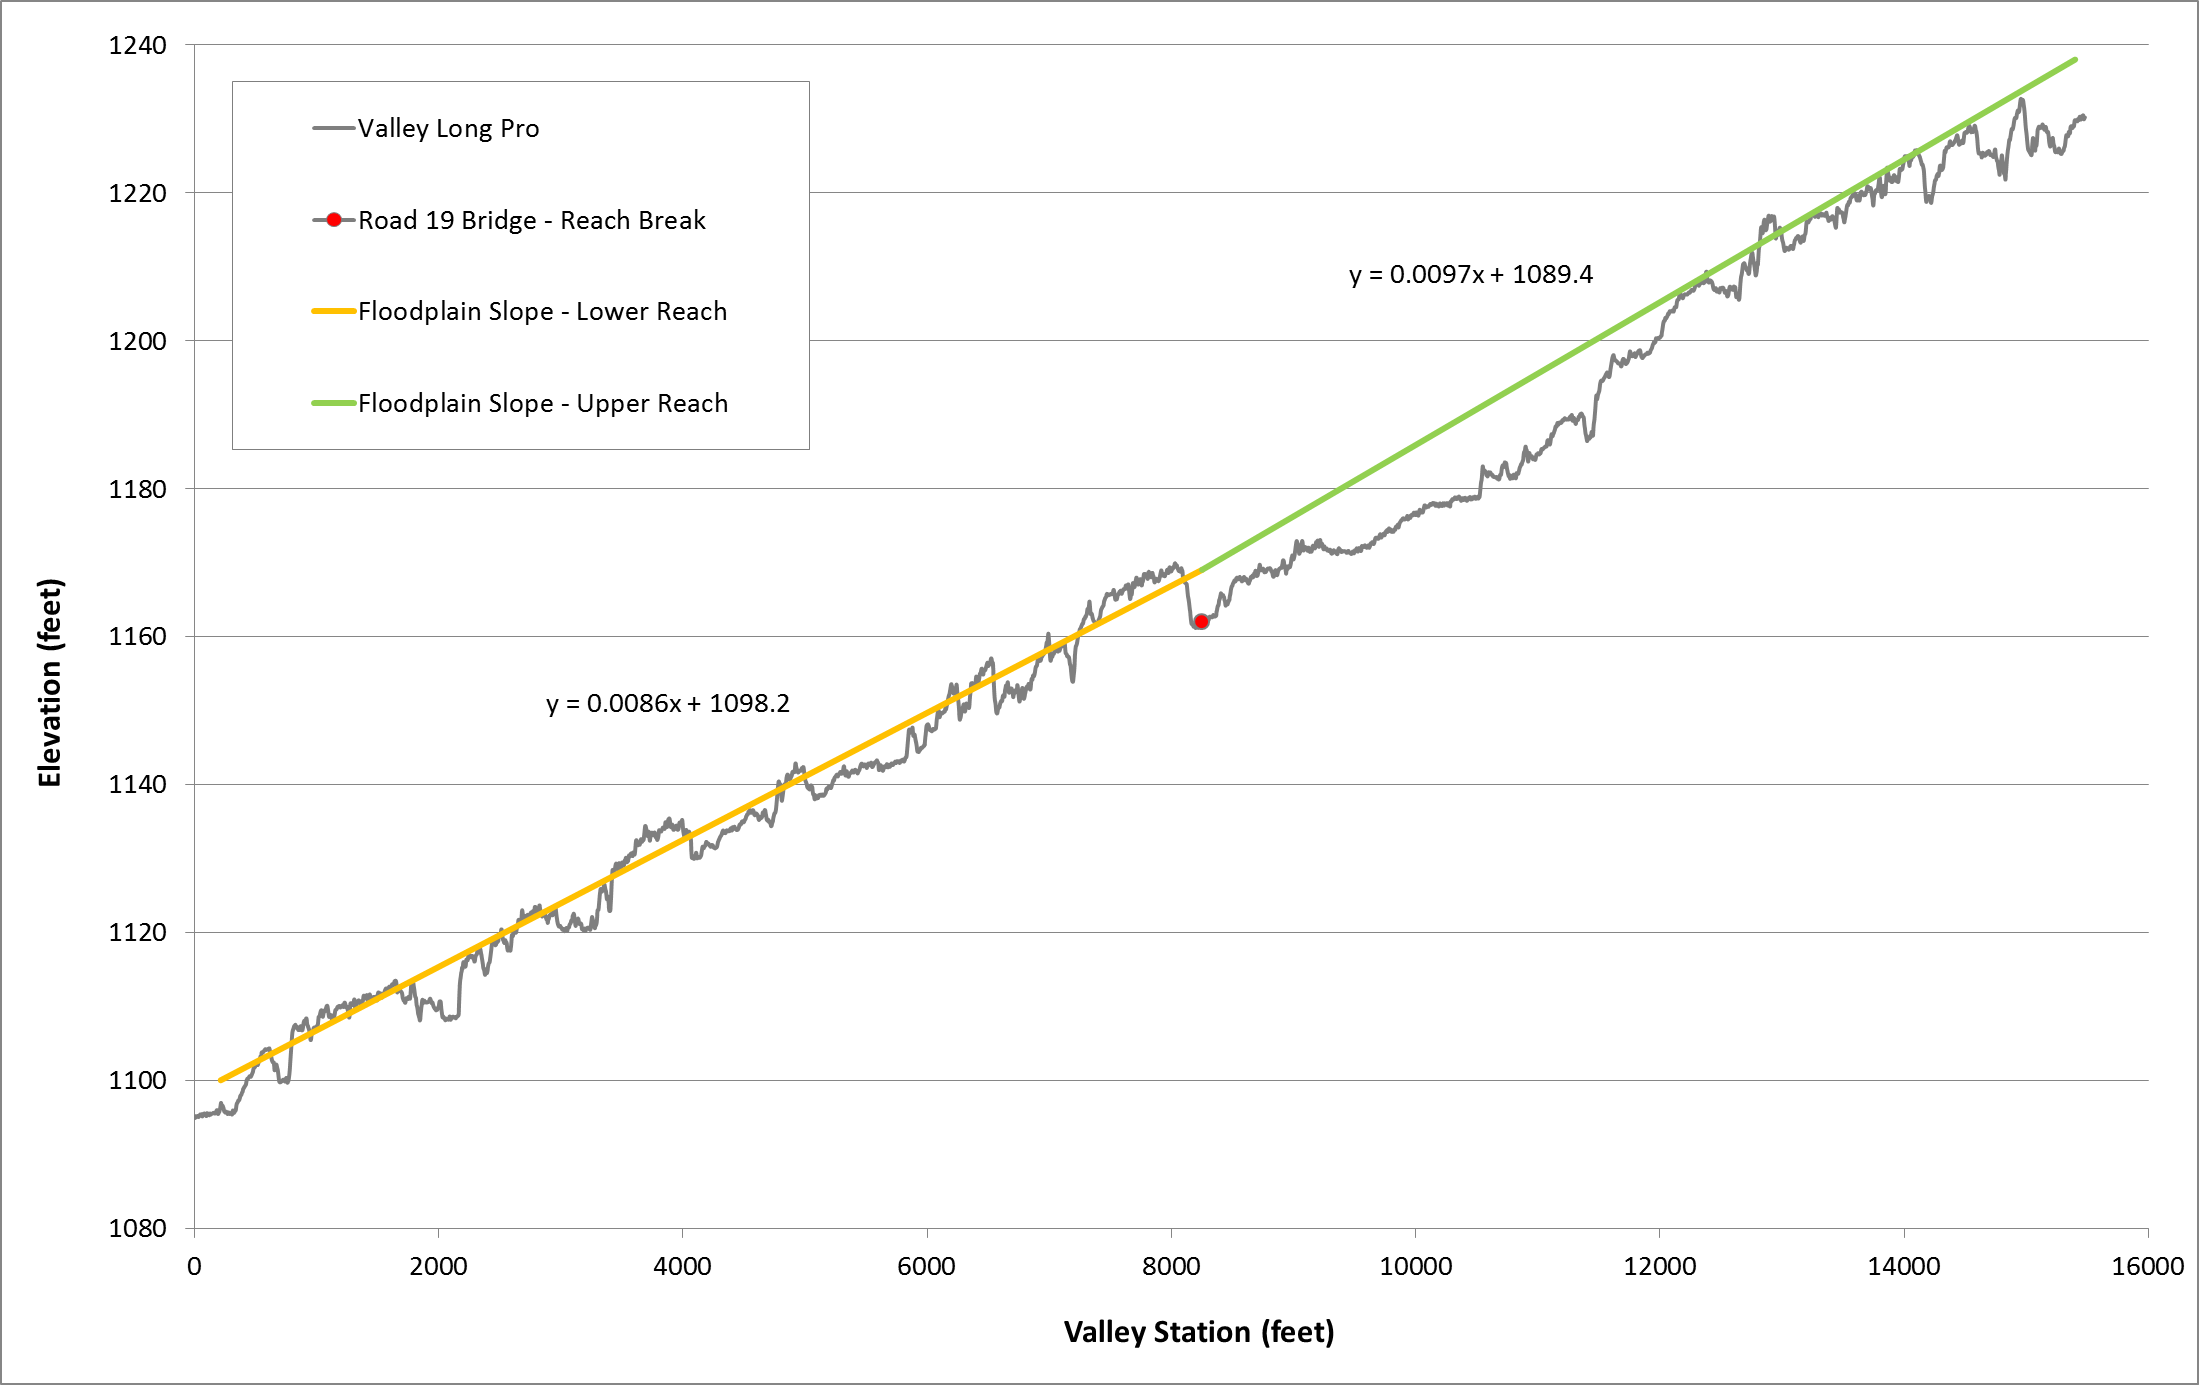 1240
1220
1200
1180
1160
1140
1120
1100
1080
Elevation (feet)
Valley Long Pro
Road 19 Bridge - Reach Break
Floodplain Slope - Lower Reach
Floodplain Slope - Upper Reach
y = 0.0097x + 1089.4
y = 0.0086x + 1098.2
0 2000 4000 6000 8000 10000 12000 14000 16000
Valley Station (feet)